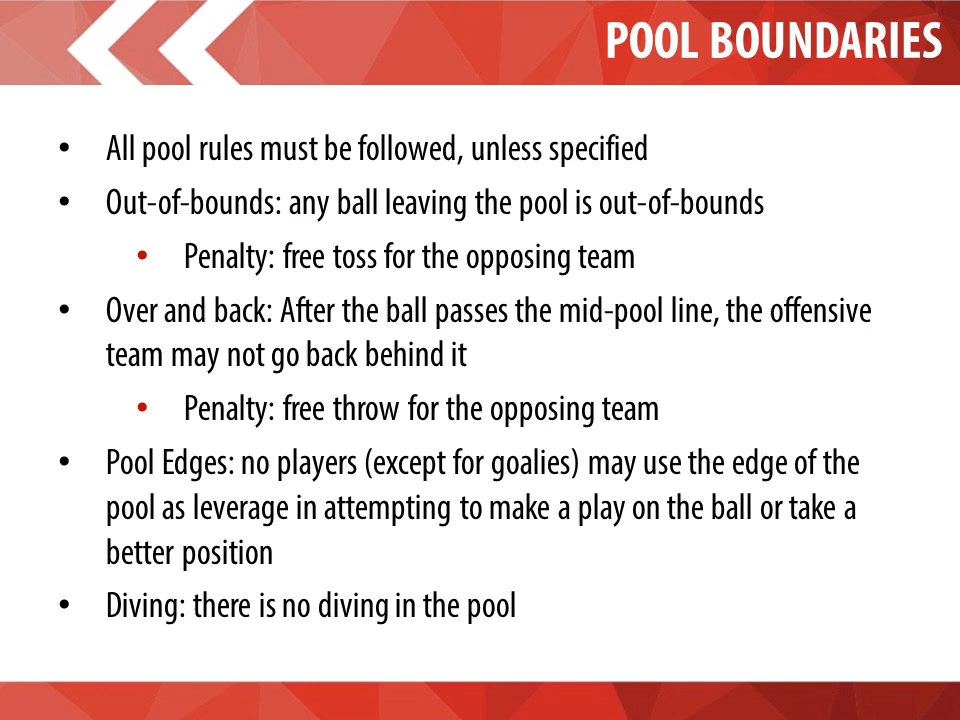 POOL BOUNDARIES
• All pool rules must be followed, unless specified
• Out-of-bounds: any ball leaving the pool is out-of-bounds
• Penalty: free toss for the opposing team
• Over and back: After the ball passes the mid-pool line, the offensive
team may not go back behind it
• Penalty: free throw for the opposing team
• Pool Edges: no players (except for goalies) may use the edge of the
pool as leverage in attempting to make a play on the ball or take a
better position
• Diving: there is no diving in the pool